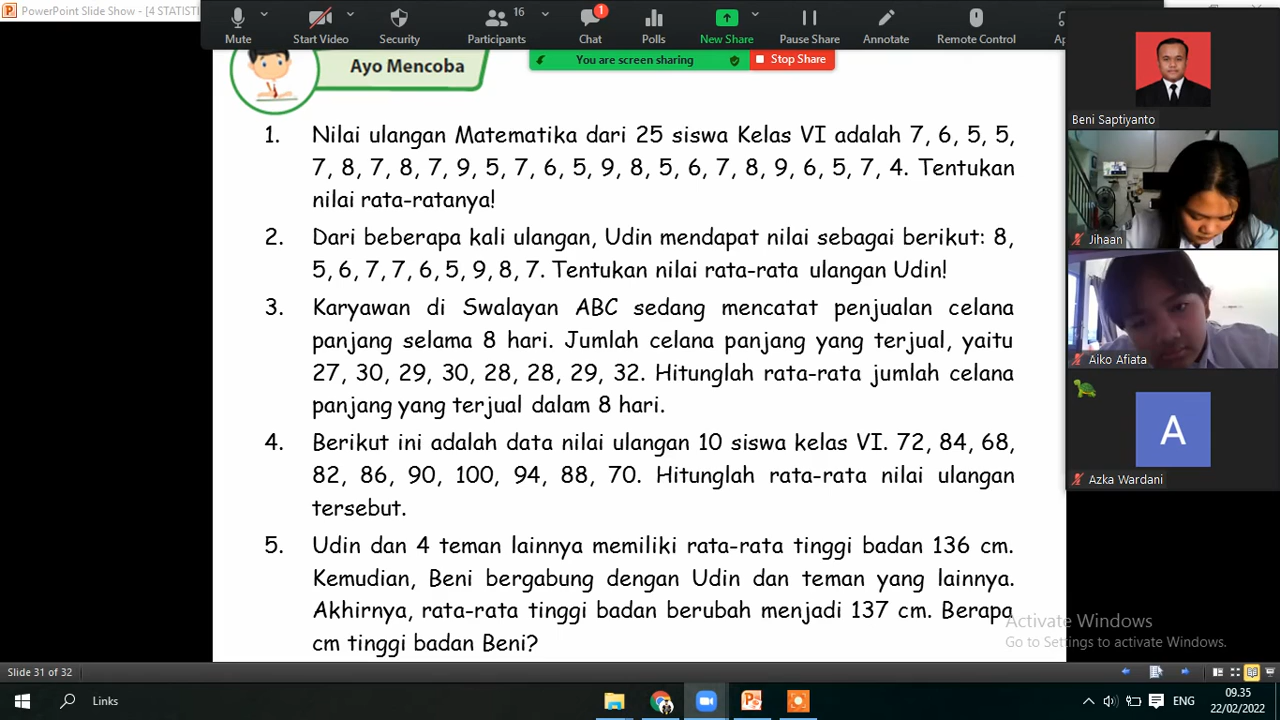 PowerPoint Slide Show - [4 STATISTI
Mute
Start Video
Security
16
Participants
1
Chat
Polls
New Share
Pause Share
Annotate
Remote Control
You are screen sharing
Stop Share
Ayo Mencoba
1. Nilai ulangan Matematika dari 25 siswa Kelas VI adalah 7, 6, 5, 5,
7, 8, 7, 8, 7, 9, 5, 7, 6, 5, 9, 8, 5, 6, 7, 8, 9, 6, 5, 7, 4. Tentukan
nilai rata-ratanya!
2. Dari beberapa kali ulangan, Udin mendapat nilai sebagai berikut: 8,
5, 6, 7, 7, 6, 5, 9, 8, 7. Tentukan nilai rata-rata ulangan Udin!
3. Karyawan di Swalayan ABC sedang mencatat penjualan celana
panjang selama 8 hari. Jumlah celana panjang yang terjual, yaitu
27, 30, 29, 30, 28, 28, 29, 32. Hitunglah rata-rata jumlah celana
panjang yang terjual dalam 8 hari.
4. Berikut ini adalah data nilai ulangan 10 siswa kelas VI. 72, 84, 68,
82, 86, 90, 100, 94, 88, 70. Hitunglah rata-rata nilai ulangan
tersebut.
5. Udin dan 4 teman lainnya memiliki rata-rata tinggi badan 136 cm.
Kemudian, Beni bergabung dengan Udin dan teman yang lainnya.
Akhirnya, rata-rata tinggi badan berubah menjadi 137 cm. Berapa
cm tinggi badan Beni?
Beni Saptiyanto
Jihaan
Aiko Afiata
A
Azka Wardani
Activate Windows
Go to Settings to activate Windows.
Slide 31 of 32
Links
ENG
09.35
22/02/2022